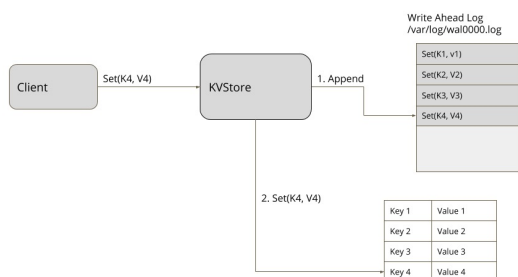 Write Ahead Log
/var/log/wal0000.log
Set(K1, v1)
Set(K2, V2)
Set(K3, V3)
Set(K4, V4)
Client
Set(K4, V4)
KVStore
1. Append
2. Set(K4, V4)
Key 1 Value 1
Key 2 Value 2
Key 3 Value 3
Key 4 Value 4